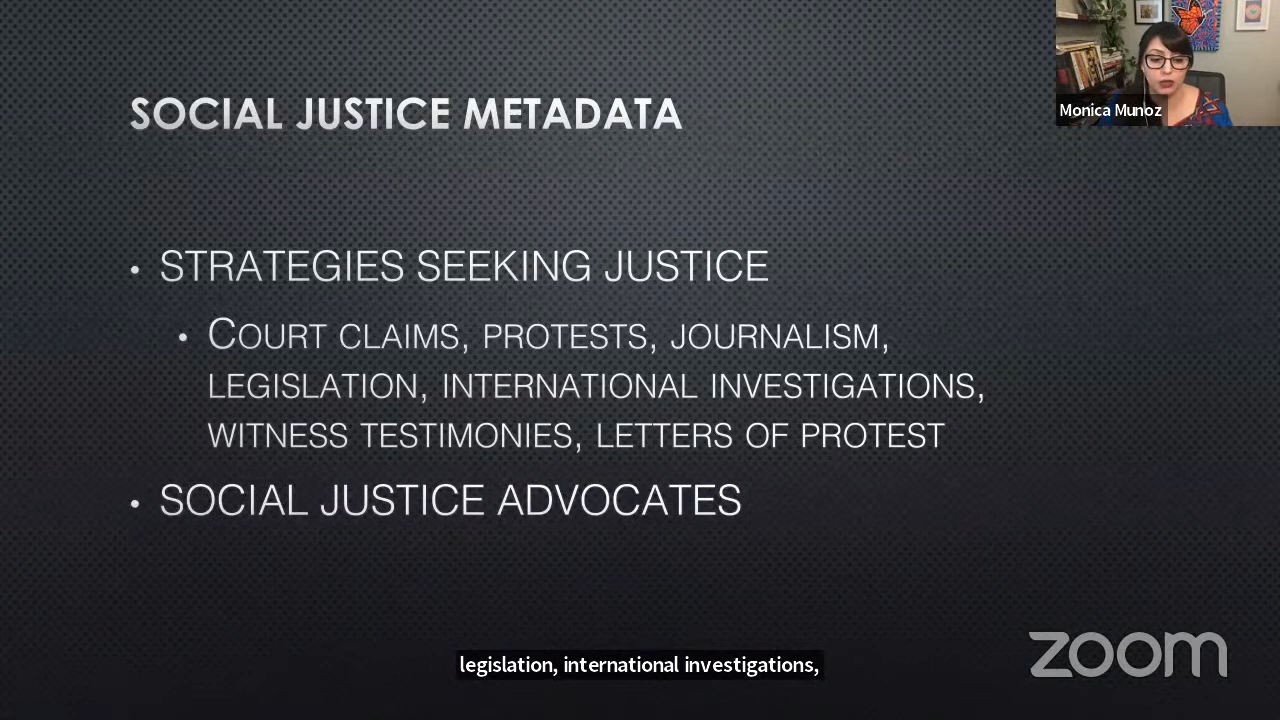 SOCIAL JUSTICE METADATA
Monica Munoz
• STRATEGIES SEEKING JUSTICE
• COURT CLAIMS, PROTESTS, JOURNALISM,
LEGISLATION, INTERNATIONAL INVESTIGATIONS,
WITNESS TESTIMONIES, LETTERS OF PROTEST
• SOCIAL JUSTICE ADVOCATES
legislation, international investigations,
zoom